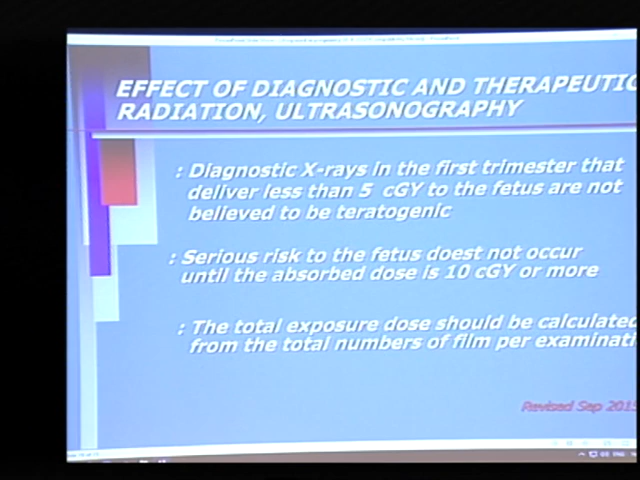 EFFECT OF DIAGNOSTIC AND THERAPEUTIC
RADIATION, ULTRASONOGRAPHY
: Diagnostic X-rays in the first trimester that
deliver less than 5 cGY to the fetus are not
believed to be teratogenic
: Serious risk to the fetus doest not occur
until the absorbed dose is 10 cGY or more
: The total exposure dose should be calculated
from the total numbers of film per examinati
Revised Sep 2015